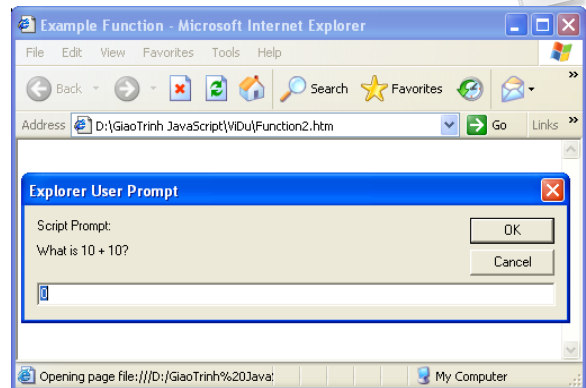 Example Function - Microsoft Internet Explorer
File Edit View Favorites Tools Help
Back Search Favorites »
Address D:\GiaoTrinh JavaScript\ViDu\Function2.htm Go Links »
Explorer User Prompt
Script Prompt:
OK
What is 10 + 10?
Cancel
0
Opening page file:///D:/GiaoTrinh%20Java: My Computer